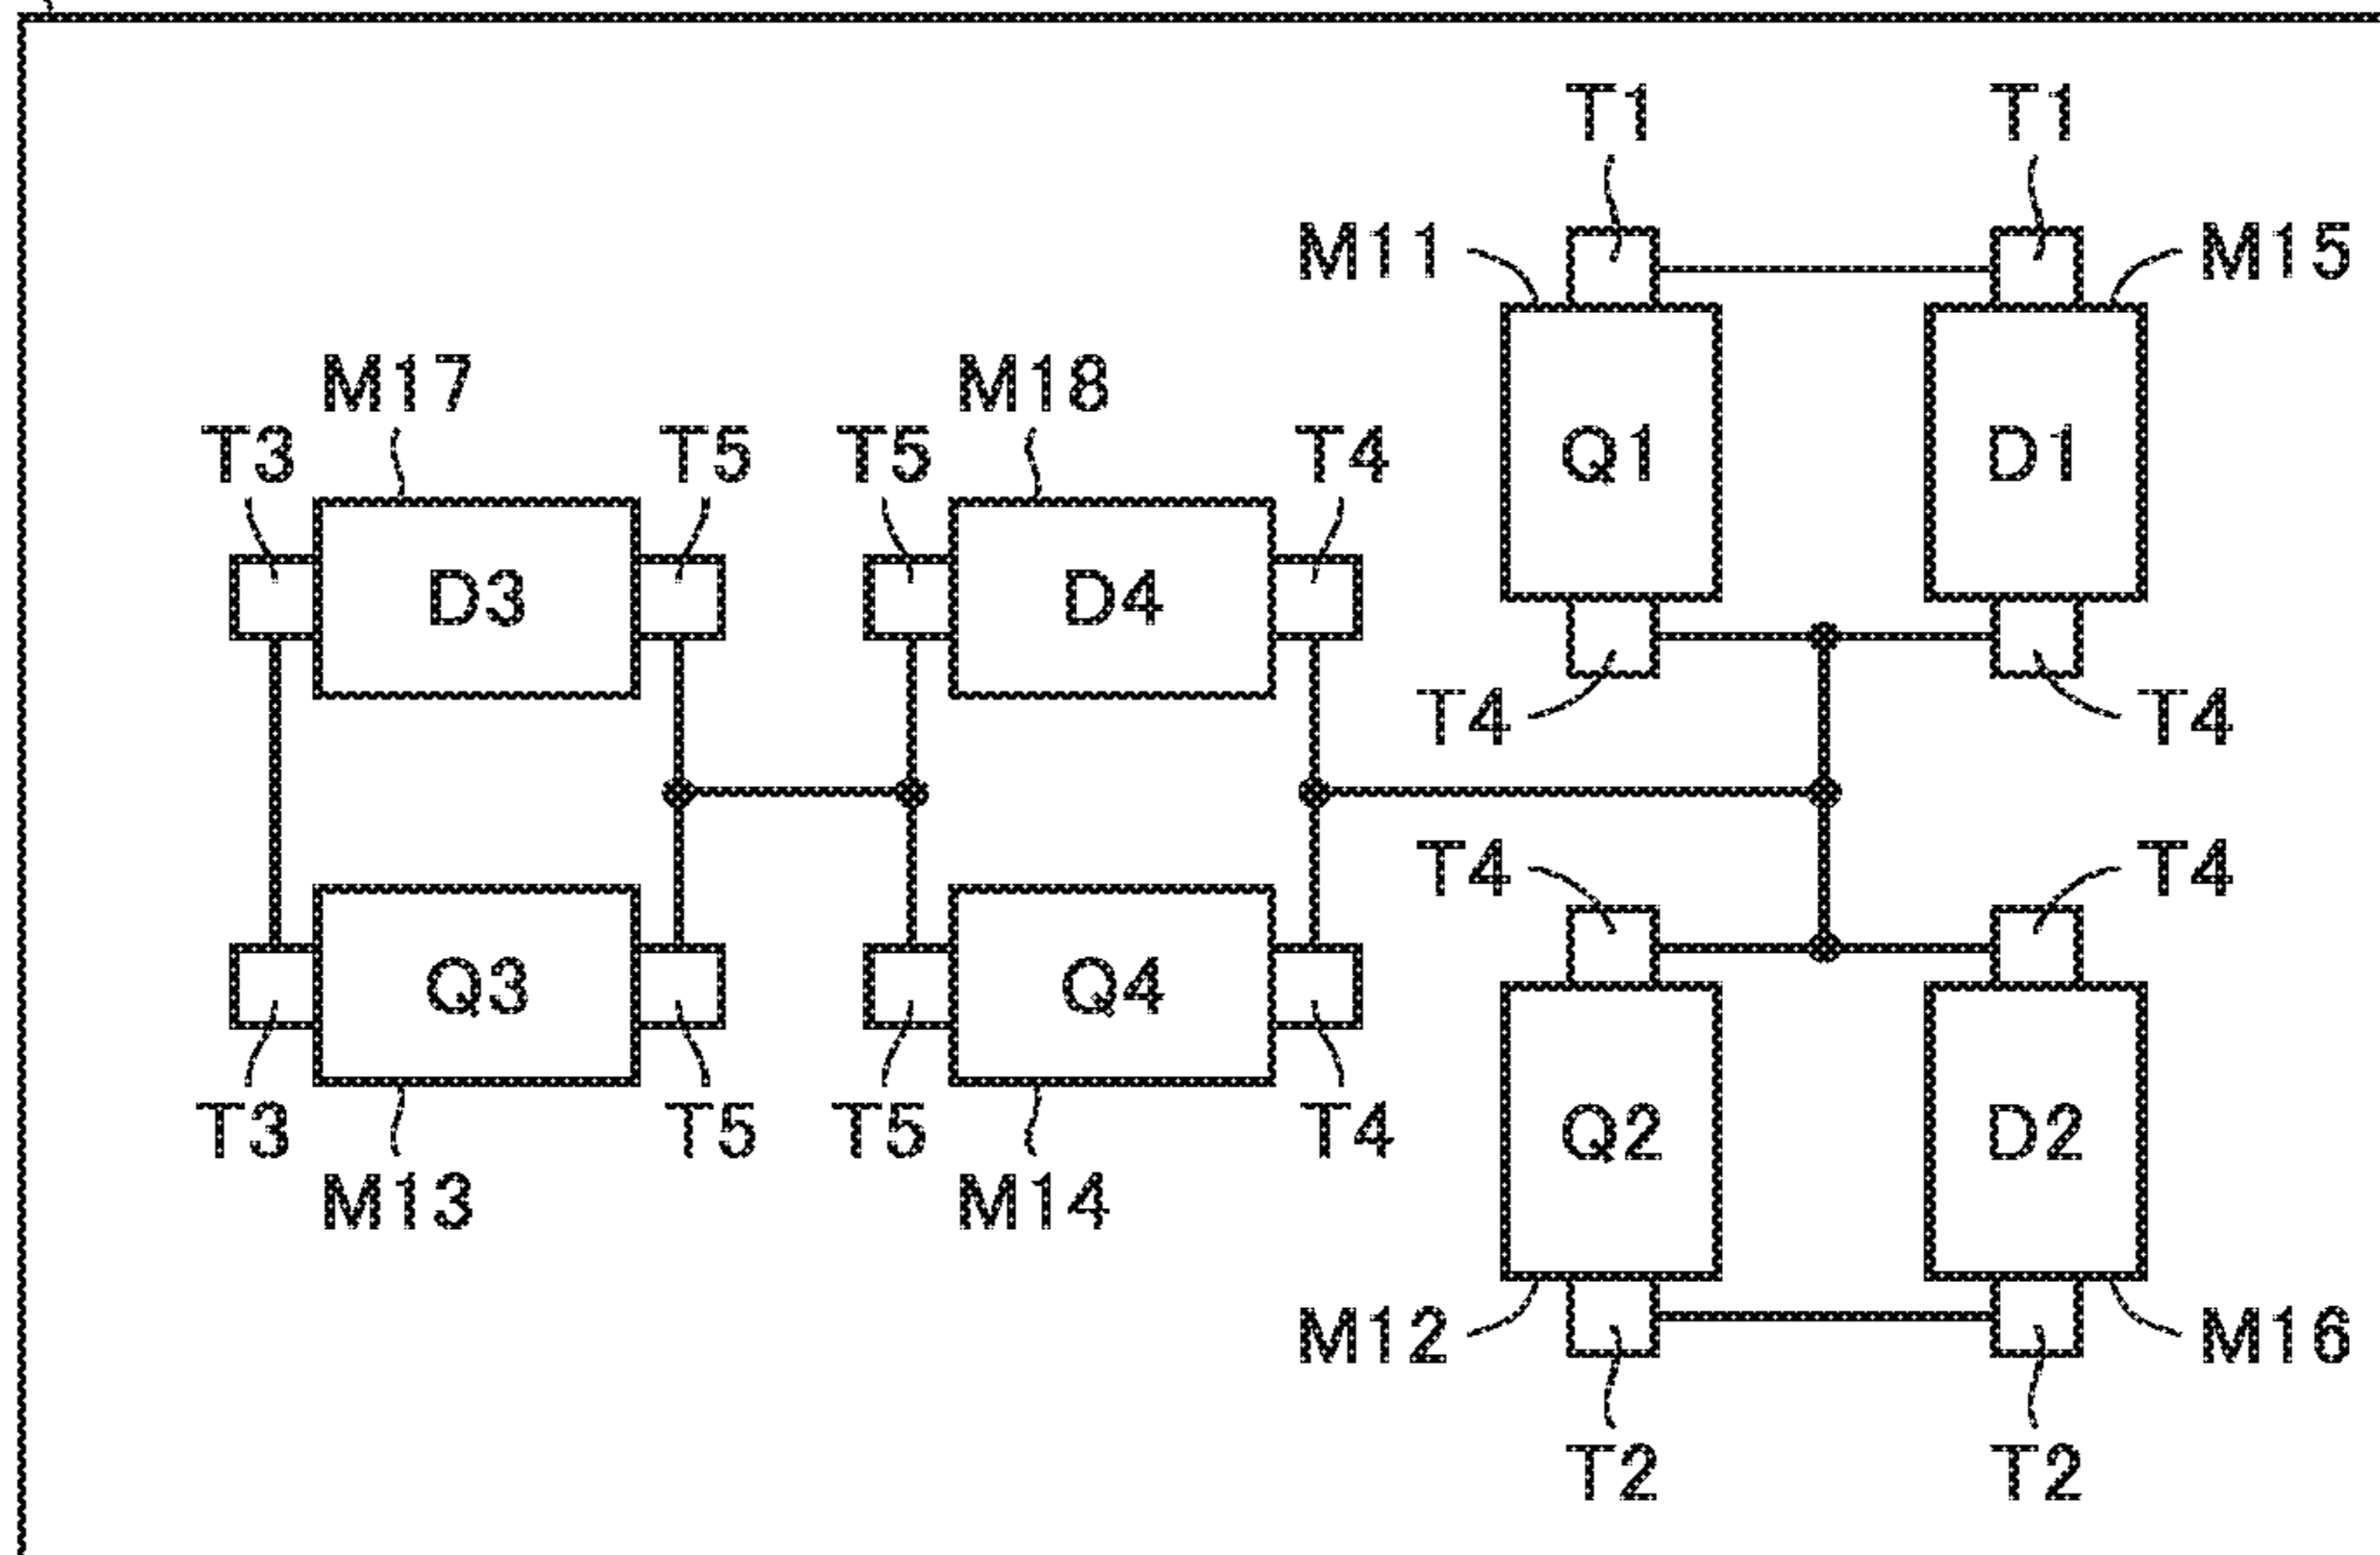 T1 T1
M11 M15
M17 M18
T3 T5 T5 T4 Q1 D1
D3 D4
T4 T4
T4 T4
Q3 Q4
T3 T5 T5 T4 Q2 D2
M13 M14
M12 M16
T2 T2